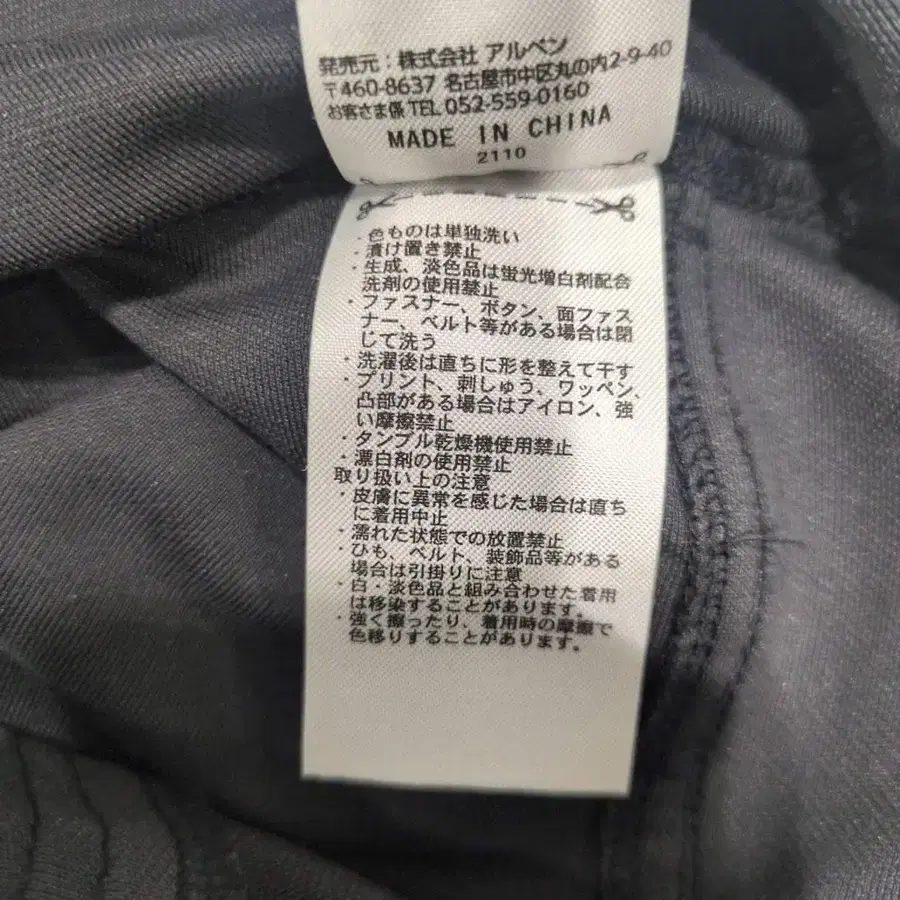 発売元：株式会社 アルペン
〒460-8637 名古屋市中区丸の内2-9-40
お客さま係 TEL 052-559-0160
MADE IN CHINA
2110
・色ものは単独洗い
・漬け置き禁止
・生成、淡色品は蛍光増白剤配合
洗剤の使用禁止
・ファスナー、ボタン、面ファス
ナー、ベルト等がある場合は閉
じて洗う
・洗濯後は直ちに形を整えて干す
・プリント、刺しゅう、ワッペン、
凸部がある場合はアイロン、強
い摩擦禁止
・タンブル乾燥機使用禁止
・漂白剤の使用禁止
取り扱い上の注意
・皮膚に異常を感じた場合は直ち
に着用中止
・濡れた状態での放置禁止
・ひも、ベルト、装飾品等がある
場合は引掛りに注意
・白・淡色品と組み合わせた着用
は移染することがあります。
・強く擦ったり、着用時の摩擦で
色移りすることがあります。